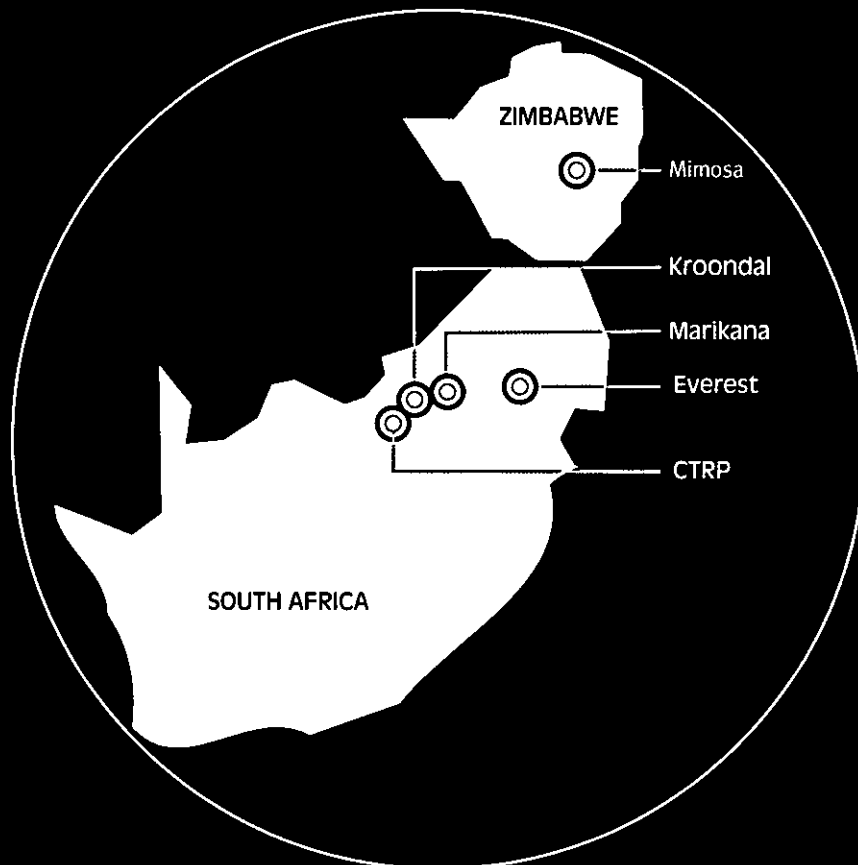 ZIMBABWE
Mimosa
Kroondal
Marikana
Everest
CTRP
SOUTH AFRICA